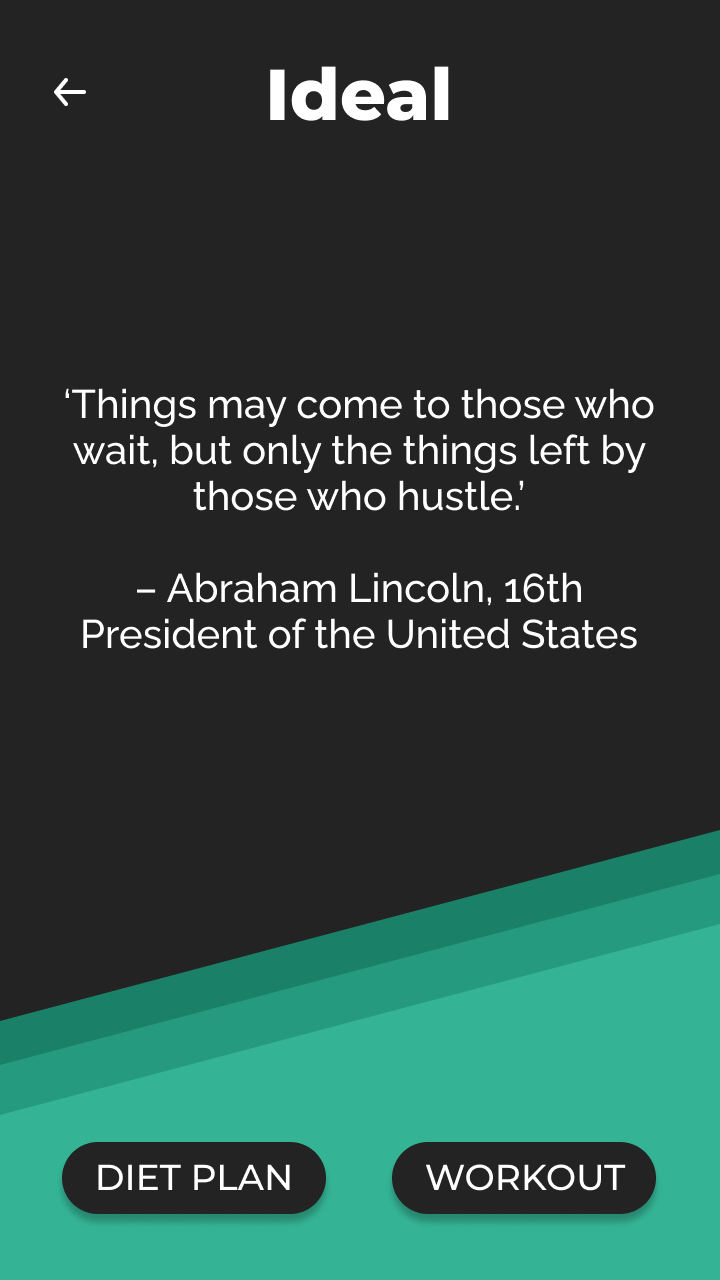 Ideal
‘Things may come to those who
wait, but only the things left by
those who hustle.’
– Abraham Lincoln, 16th
President of the United States
DIET PLAN
WORKOUT